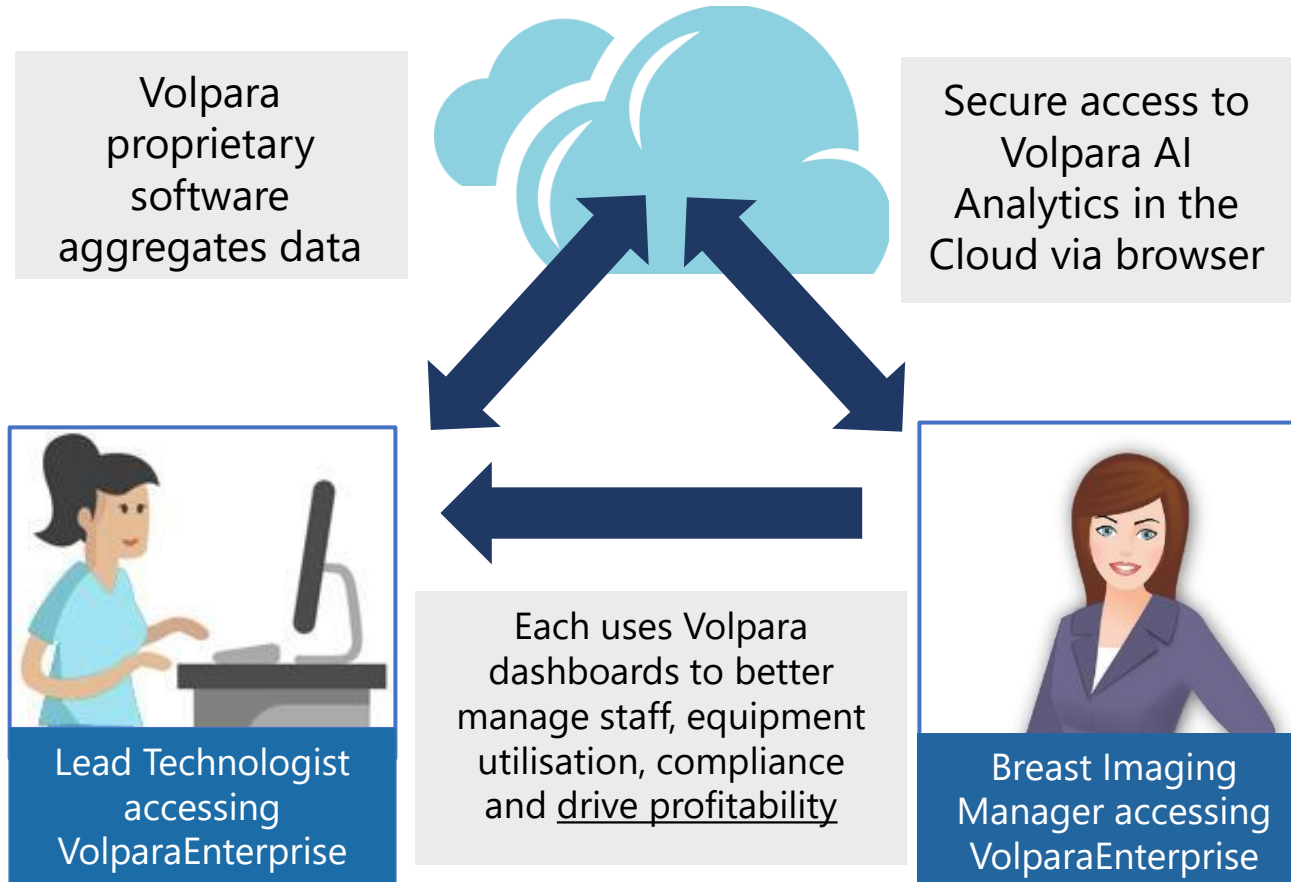 Volpara
proprietary
software
aggregates data
Secure access to
Volpara AI
Analytics in the
Cloud via browser
Each uses Volpara
dashboards to better
manage staff, equipment
utilisation, compliance
and drive profitability
Lead Technologist
accessing
VolparaEnterprise
Breast Imaging
Manager accessing
VolparaEnterprise